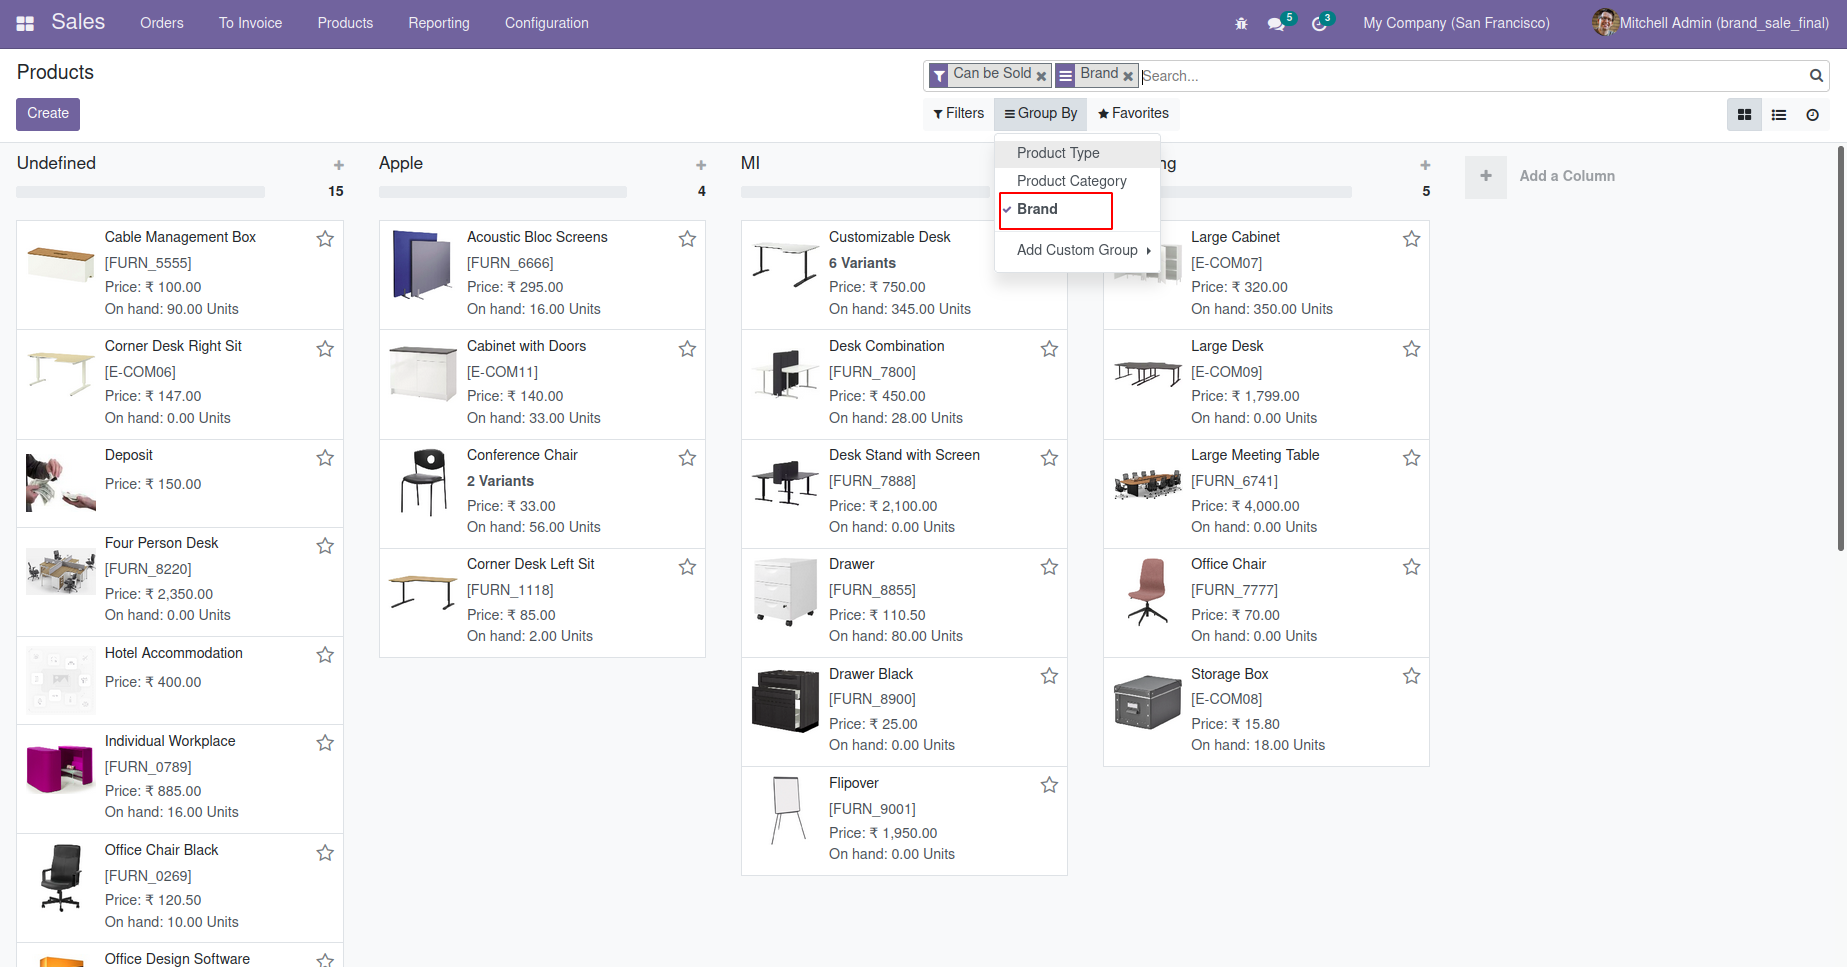 Sales Orders To Invoice Products Reporting Configuration 5 3 My Company (San Francisco) Mitchell Admin (brand_sale_final)
Products
Can be Sold × Brand × Search...
Create
Filters Group By Favorites
Product Type
Product Category
Brand
Add Custom Group
Undefined +
15
Cable Management Box
[FURN_5555]
Price: ₹ 100.00
On hand: 90.00 Units
Corner Desk Right Sit
[E-COM06]
Price: ₹ 147.00
On hand: 0.00 Units
Deposit
Price: ₹ 150.00
Four Person Desk
[FURN_8220]
Price: ₹ 2,350.00
On hand: 0.00 Units
Hotel Accommodation
Price: ₹ 400.00
Individual Workplace
[FURN_0789]
Price: ₹ 885.00
On hand: 16.00 Units
Office Chair Black
[FURN_0269]
Price: ₹ 120.50
On hand: 10.00 Units
Office Design Software
Apple +
4
Acoustic Bloc Screens
[FURN_6666]
Price: ₹ 295.00
On hand: 16.00 Units
Cabinet with Doors
[E-COM11]
Price: ₹ 140.00
On hand: 33.00 Units
Conference Chair
2 Variants
Price: ₹ 33.00
On hand: 56.00 Units
Corner Desk Left Sit
[FURN_1118]
Price: ₹ 85.00
On hand: 2.00 Units
MI
Customizable Desk
6 Variants
Price: ₹ 750.00
On hand: 345.00 Units
Desk Combination
[FURN_7800]
Price: ₹ 450.00
On hand: 28.00 Units
Desk Stand with Screen
[FURN_7888]
Price: ₹ 2,100.00
On hand: 0.00 Units
Drawer
[FURN_8855]
Price: ₹ 110.50
On hand: 80.00 Units
Drawer Black
[FURN_8900]
Price: ₹ 25.00
On hand: 0.00 Units
Flipover
[FURN_9001]
Price: ₹ 1,950.00
On hand: 0.00 Units
ng +
5
Large Cabinet
[E-COM07]
Price: ₹ 320.00
On hand: 350.00 Units
Large Desk
[E-COM09]
Price: ₹ 1,799.00
On hand: 0.00 Units
Large Meeting Table
[FURN_6741]
Price: ₹ 4,000.00
On hand: 0.00 Units
Office Chair
[FURN_7777]
Price: ₹ 70.00
On hand: 0.00 Units
Storage Box
[E-COM08]
Price: ₹ 15.80
On hand: 18.00 Units
+ Add a Column